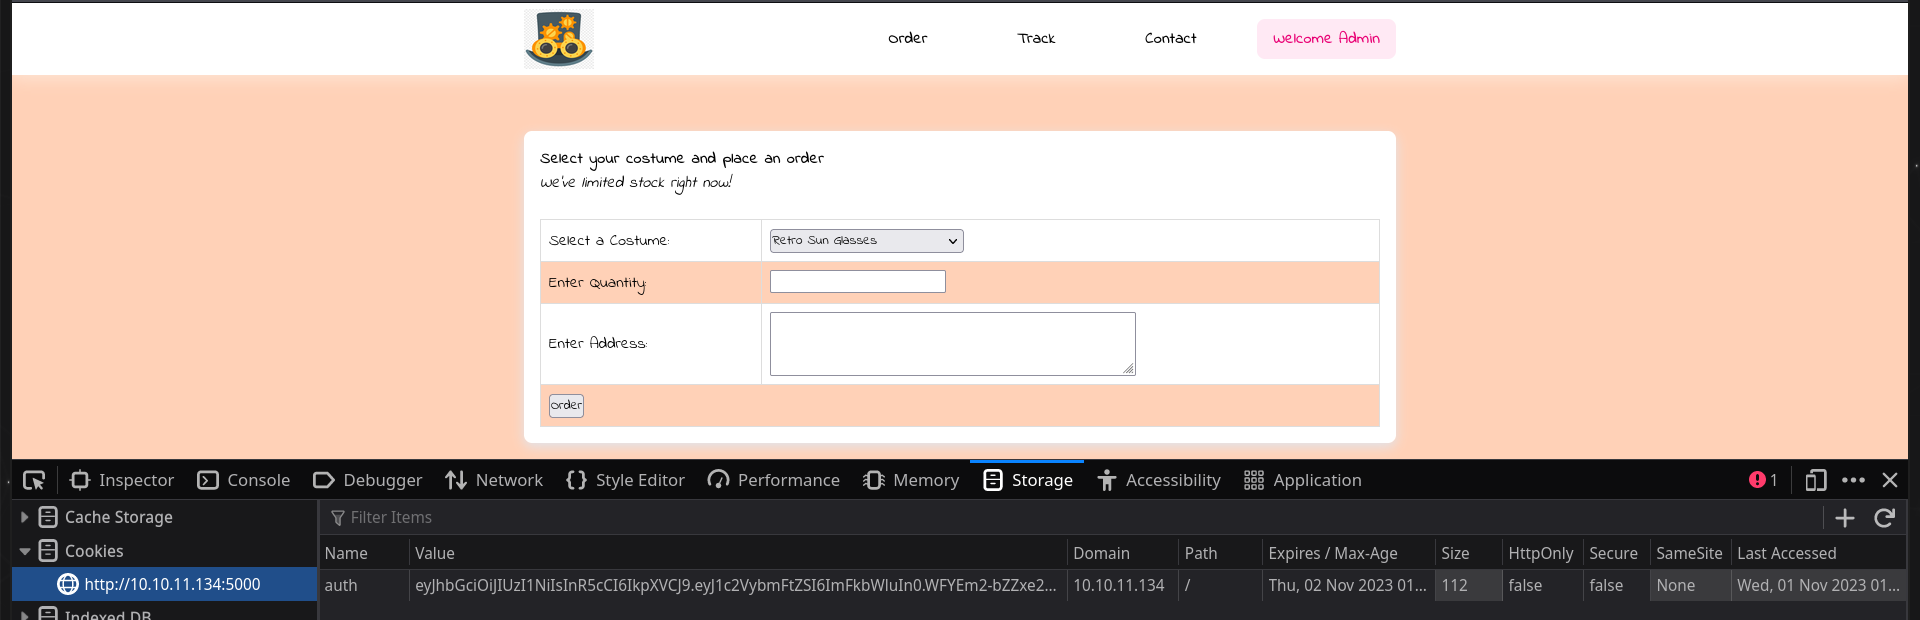 Order Track Contact Welcome Admin
Select your costume and place an order
We've limited stock right now!
Select a Costume: Retro Sun Glasses
Enter Quantity:
Enter Address:
Order
Inspector Console Debugger Network Style Editor Performance Memory Storage Accessibility Application 1
Cache Storage Filter Items
Cookies Name Value Domain Path Expires / Max-Age Size HttpOnly Secure SameSite Last Accessed
http://10.10.11.134:5000 auth eyJhbGciOiJIUzI1NiIsInR5cCI6IkpXVCJ9.eyJ1c2VybmFtZSI6ImFkbWluIn0.WFYEm2-bZZxe2... 10.10.11.134 / Thu, 02 Nov 2023 01... 112 false false None Wed, 01 Nov 2023 01...
Indexed DB